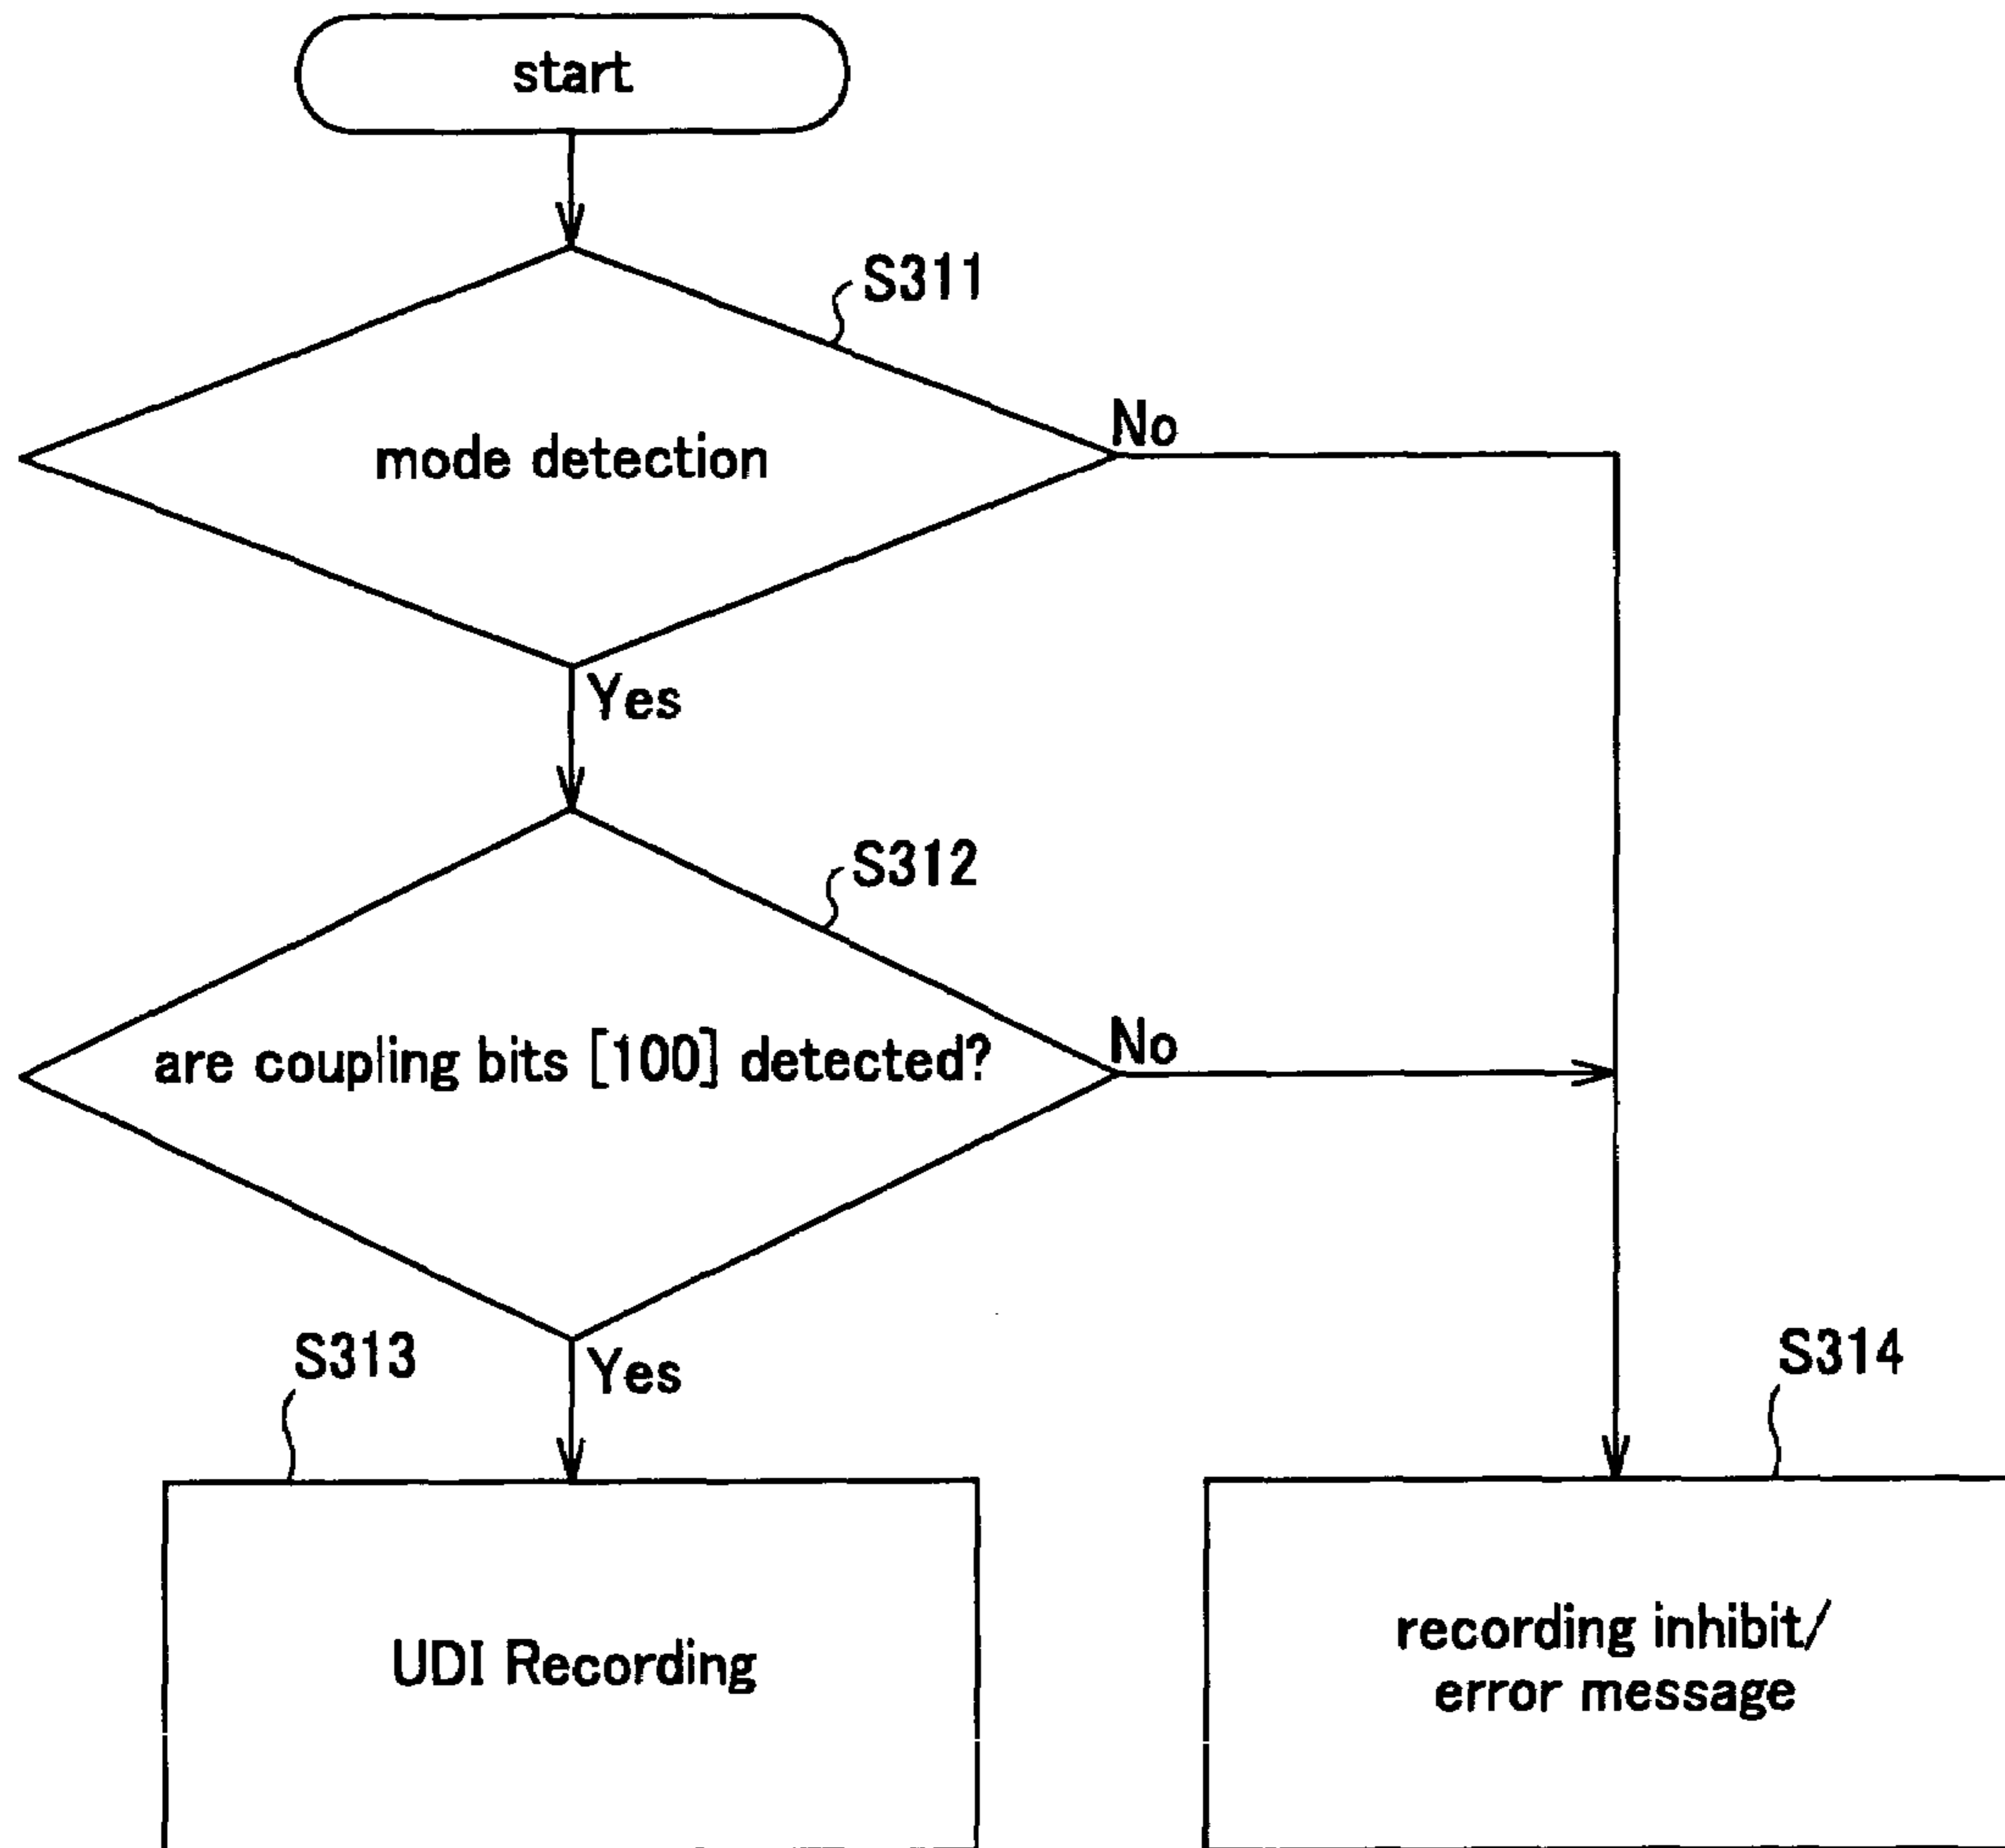 start
S311
mode detection
No
Yes
S312
are coupling bits [100] detected?
No
Yes
S313
S314
UDI Recording
recording inhibit/
error message